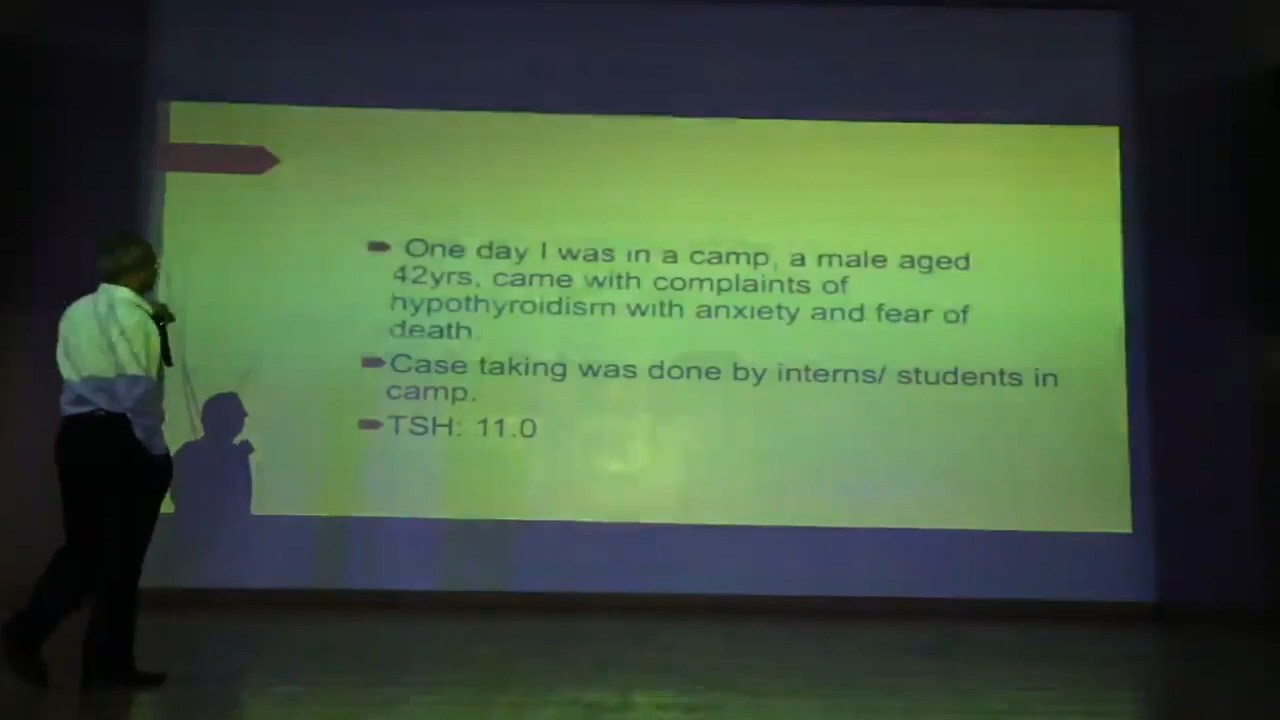 One day I was in a camp, a male aged
42yrs, came with complaints of
hypothyroidism with anxiety and fear of
death.
Case taking was done by interns/ students in
camp.
TSH: 11.0